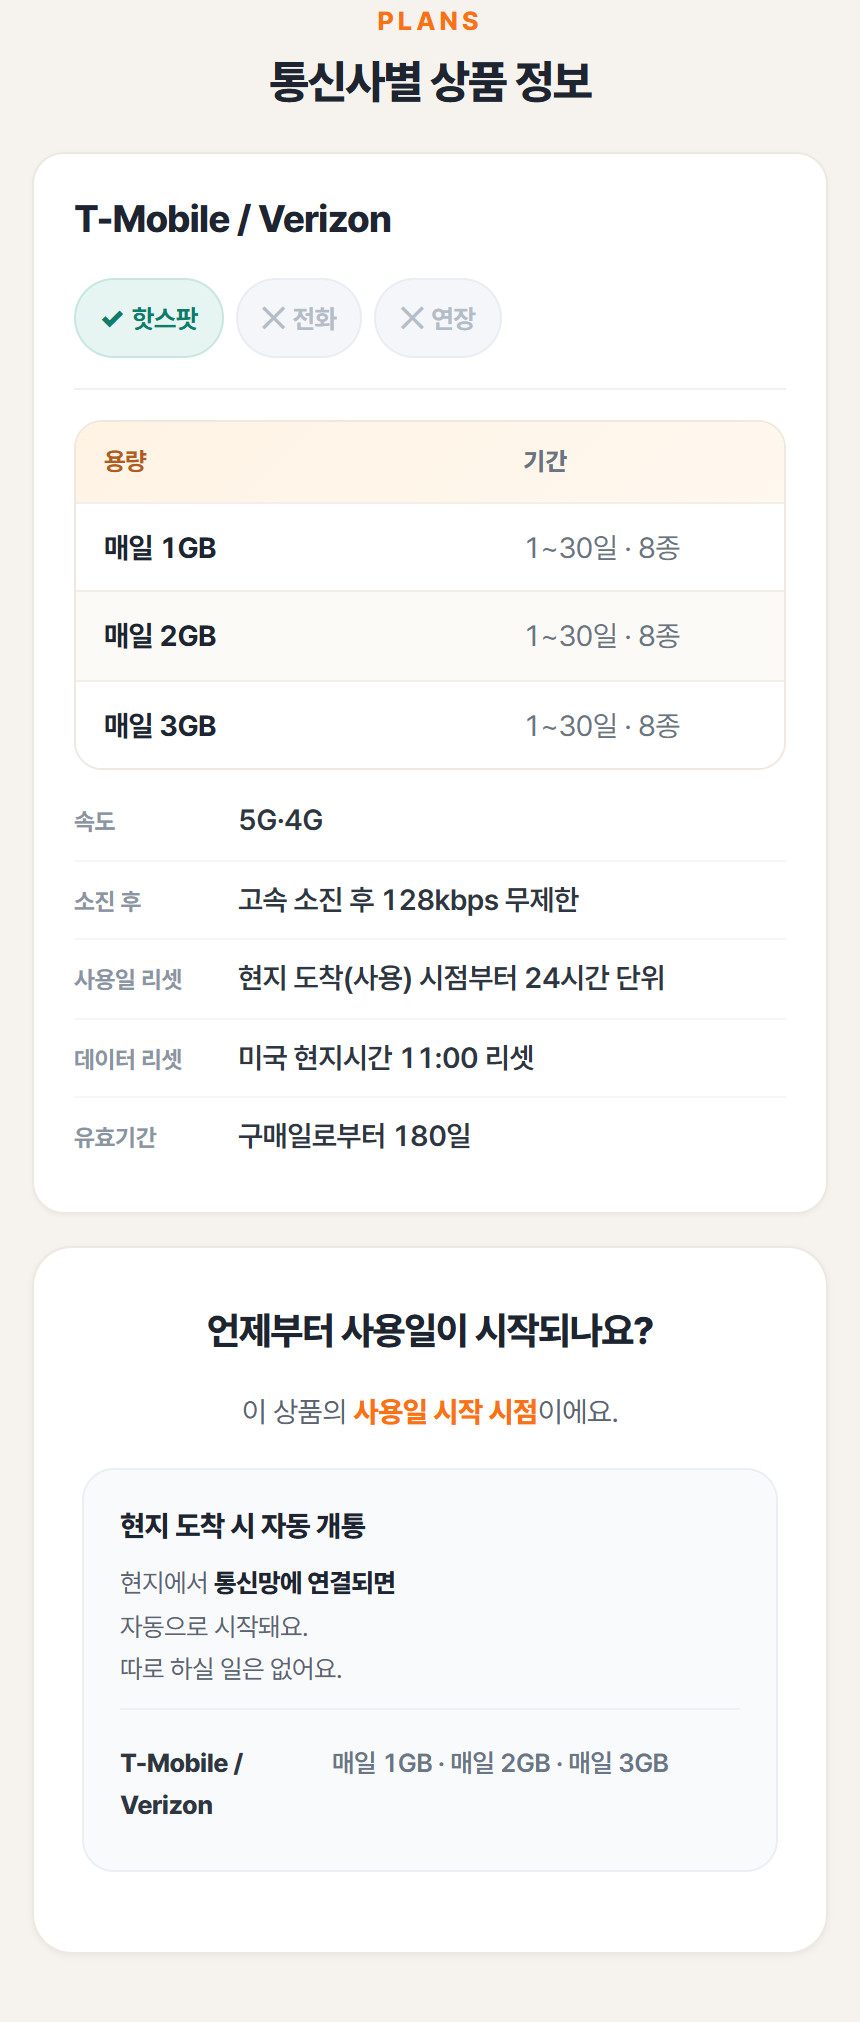 PLANS
통신사별 상품 정보
T-Mobile / Verizon
✓ 핫스팟 ✕ 전화 ✕ 연장
용량 기간
매일 1GB 1~30일 · 8종
매일 2GB 1~30일 · 8종
매일 3GB 1~30일 · 8종
속도 5G·4G
소진 후 고속 소진 후 128kbps 무제한
사용일 리셋 현지 도착(사용) 시점부터 24시간 단위
데이터 리셋 미국 현지시간 11:00 리셋
유효기간 구매일로부터 180일
언제부터 사용일이 시작되나요?
이 상품의 사용일 시작 시점이에요.
현지 도착 시 자동 개통
현지에서 통신망에 연결되면
자동으로 시작돼요.
따로 하실 일은 없어요.
T-Mobile / 매일 1GB · 매일 2GB · 매일 3GB
Verizon